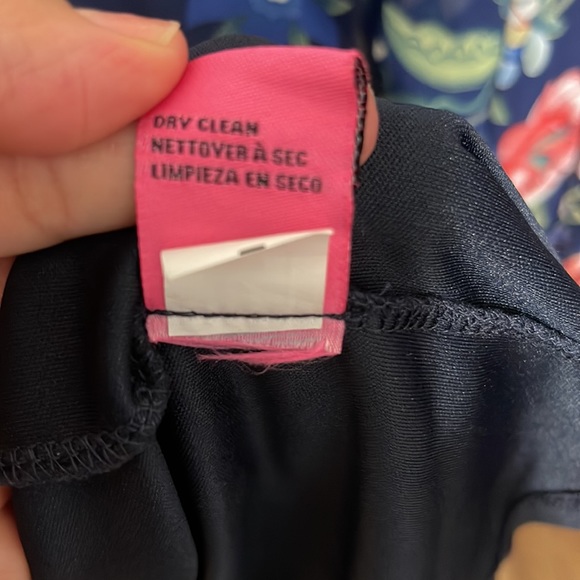 DRY CLEAN
NETTOYER À SEC
LIMPIEZA EN SECO